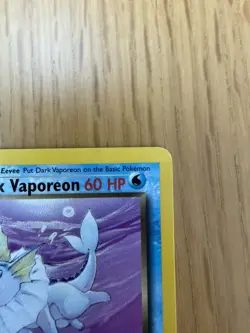 Eevee Put Dark Vaporeon on the Basic Pokémon
k Vaporeon 60 HP